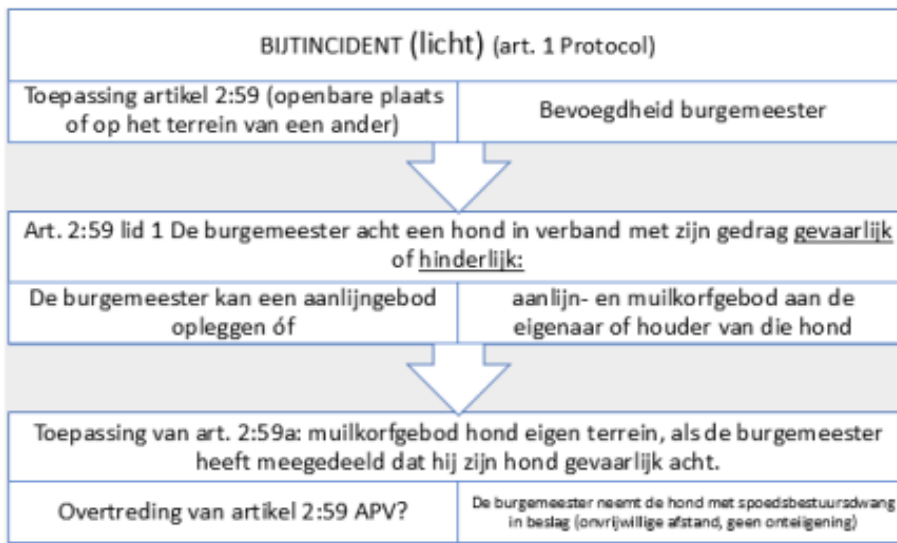 BIJTINCIDENT (licht) (art. 1 Protocol)
Toepassing artikel 2:59 (openbare plaats
of op het terrein van een ander)
Bevoegdheid burgemeester
Art. 2:59 lid 1 De burgemeester acht een hond in verband met zijn gedrag gevaarlijk
of hinderlijk:
De burgemeester kan een aanlijngebod
opleggen óf
aanlijn- en muilkorfgebod aan de
eigenaar of houder van die hond
Toepassing van art. 2:59a: muilkorfgebod hond eigen terrein, als de burgemeester
heeft meegedeeld dat hij zijn hond gevaarlijk acht.
Overtreding van artikel 2:59 APV?
De burgemeester neemt de hond met spoedsbestuursdwang
in beslag (onvrijwillige afstand, geen onteiigening)